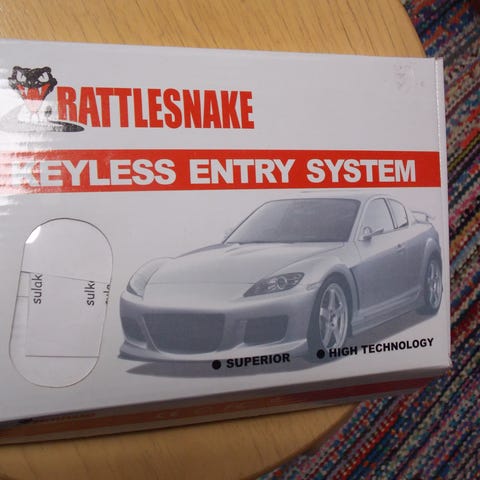 RATTLESNAKE
KEYLESS ENTRY SYSTEM
sulak
sulk
● SUPERIOR
● HIGH TECHNOLOGY